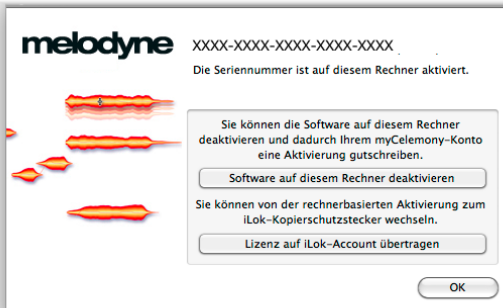 melodyne
XXXX-XXXX-XXXX-XXXX-XXXX
Die Seriennummer ist auf diesem Rechner aktiviert.
Sie können die Software auf diesem Rechner
deaktivieren und dadurch Ihrem myCelemony-Konto
eine Aktivierung gutschreiben.
Software auf diesem Rechner deaktivieren
Sie können von der rechnerbasierten Aktivierung zum
iLok-Kopierschutzstecker wechseln.
Lizenz auf iLok-Account übertragen
OK